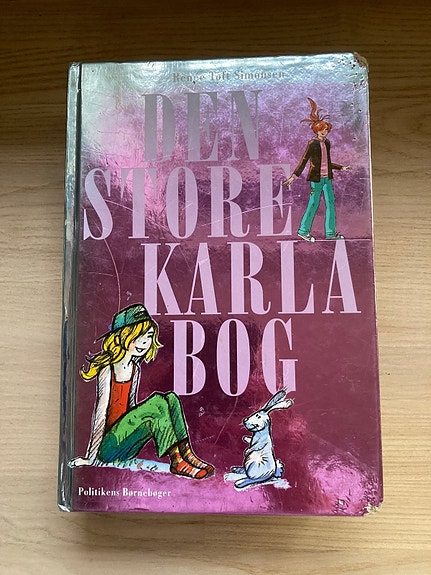 Renée Toft Simonsen
DEN
STORE
KARLA
BOG
Politikens Børnebøger